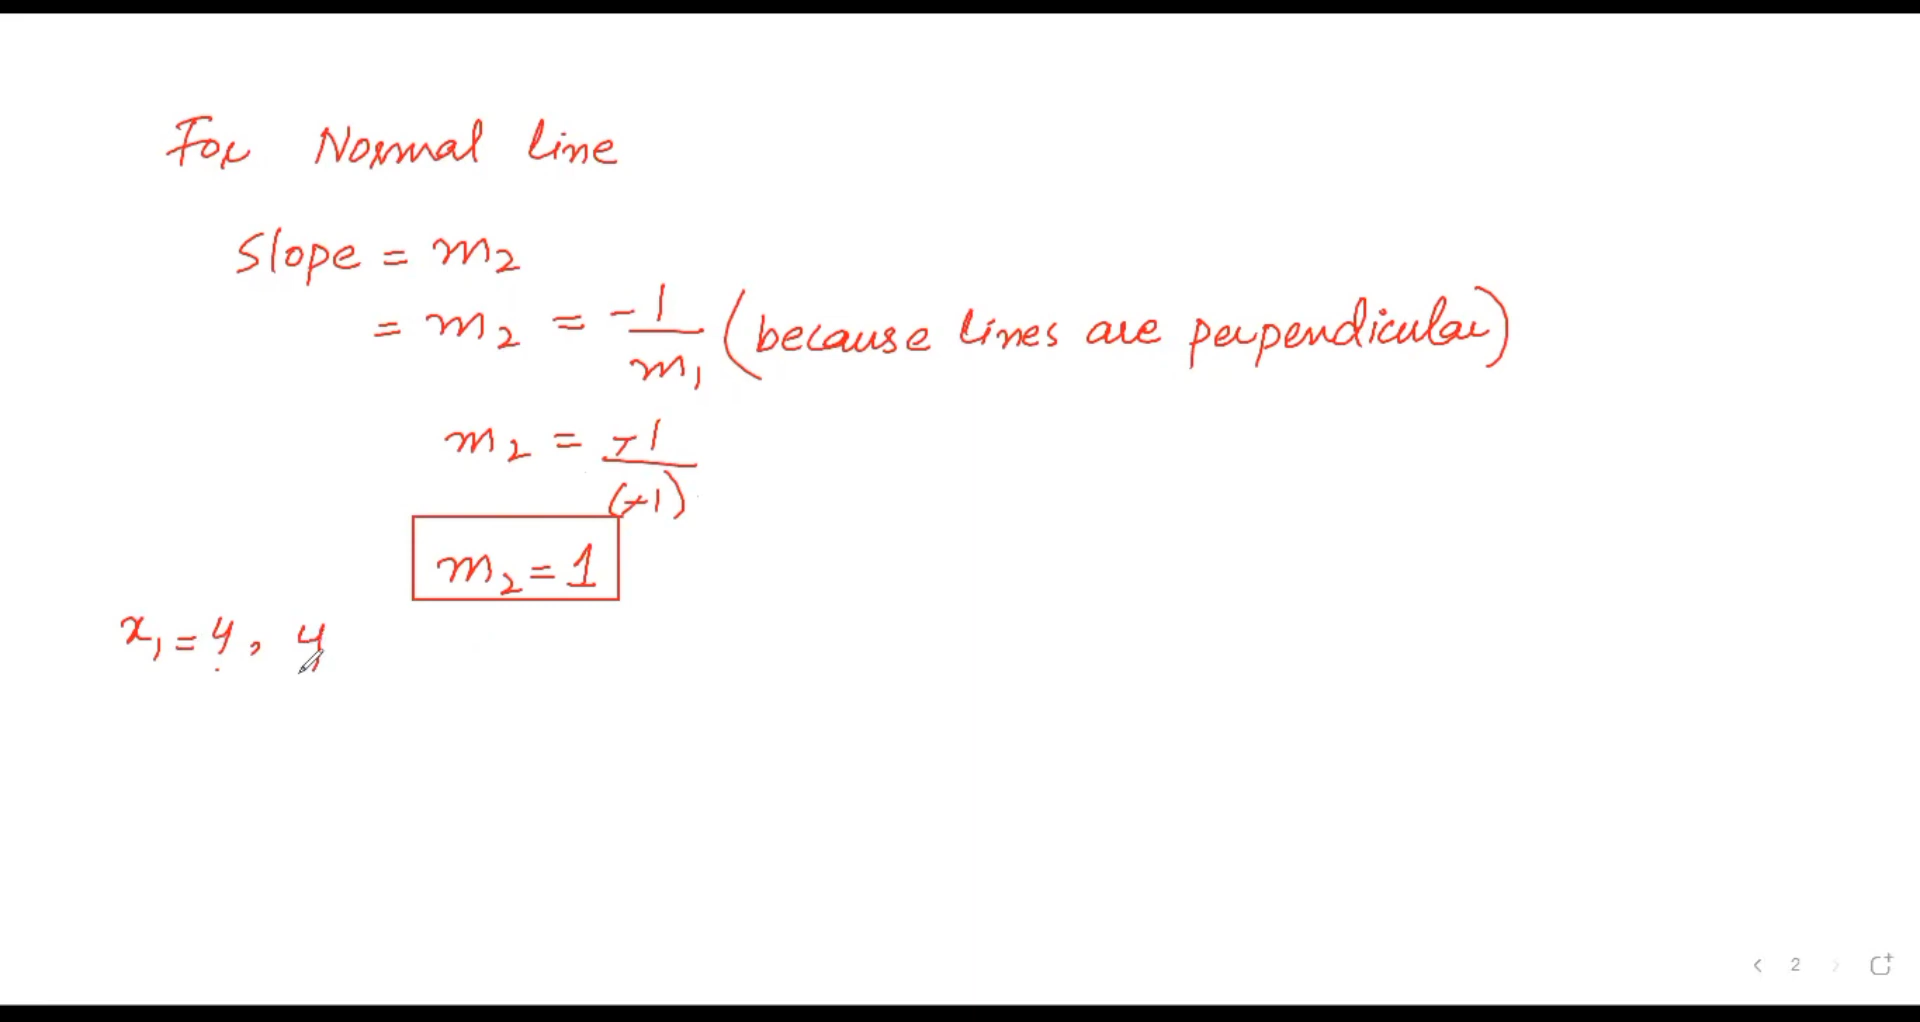 For Normal line
Slope = m₂
= m₂ = -1/m₁ (because lines are perpendicular)
m₂ = -1/(-1)
m₂ = 1
x₁ = 4, y
2